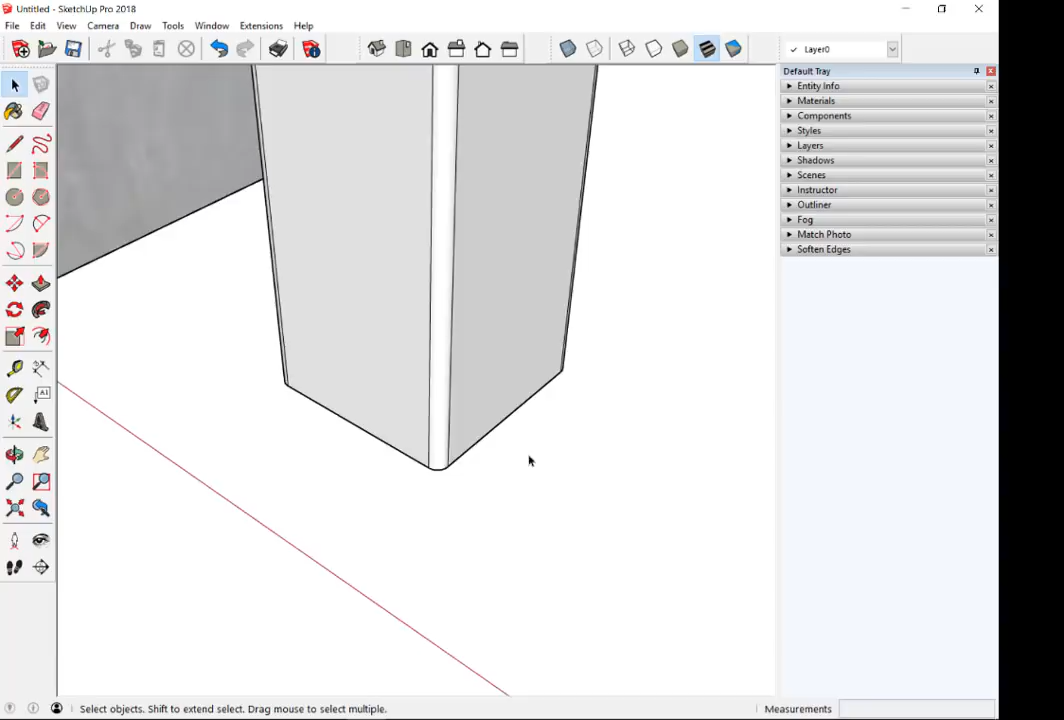 Untitled - SketchUp Pro 2018
File Edit View Camera Draw Tools Window Extensions Help
Layer0
Default Tray
Entity Info
Materials
Components
Styles
Layers
Shadows
Scenes
Instructor
Outliner
Fog
Match Photo
Soften Edges
A1
Select objects. Shift to extend select. Drag mouse to select multiple.
Measurements